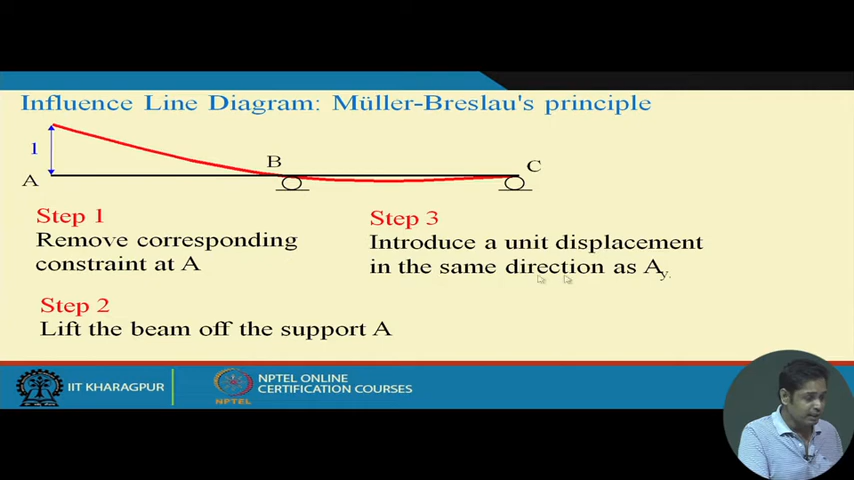 Influence Line Diagram: Müller-Breslau's principle
1
A
B
C
Step 1
Remove corresponding
constraint at A
Step 3
Introduce a unit displacement
in the same direction as Ay.
Step 2
Lift the beam off the support A
IIT KHARAGPUR
NPTEL
NPTEL ONLINE
CERTIFICATION COURSES